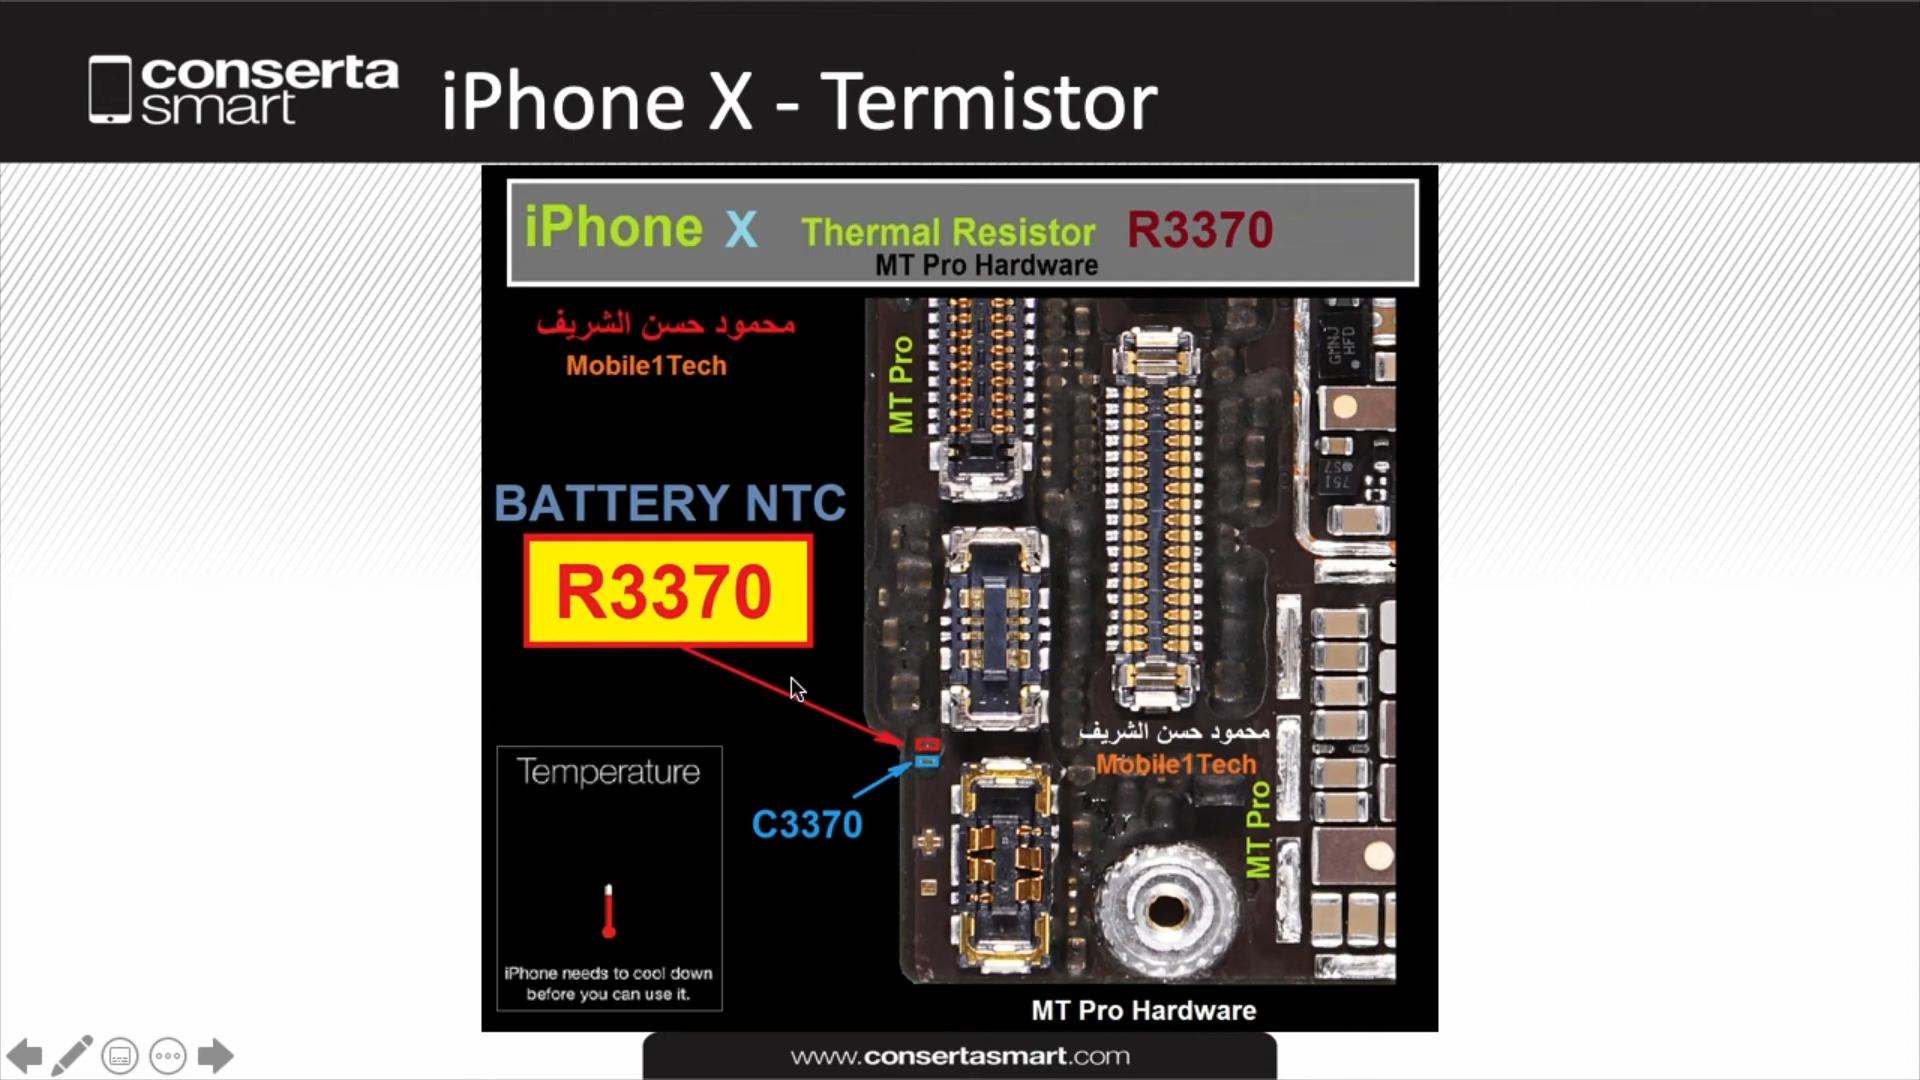 conserta
smart
iPhone X - Termistor
iPhone X Thermal Resistor R3370
MT Pro Hardware
محمود حسن الشريف
Mobile1Tech
MT Pro
GMNJ
HFD
BATTERY NTC
R3370
محمود حسن الشريف
Mobile1Tech
MT Pro
C3370
Temperature
iPhone needs to cool down
before you can use it.
MT Pro Hardware
www.consertasmart.com